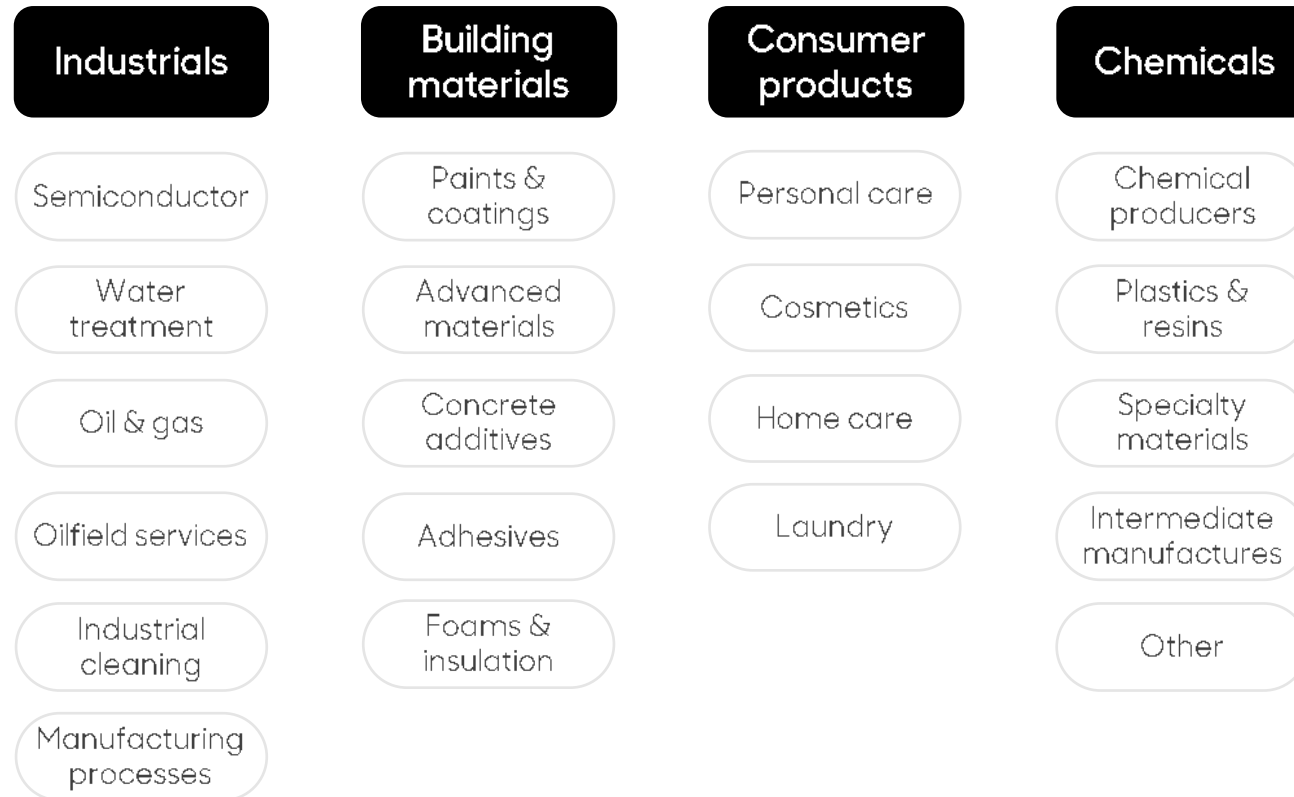 Industrials
Semiconductor
Water
treatment
Oil & gas
Oilfield services
Industrial
cleaning
Manufacturing
processes
Building
materials
Paints &
coatings
Advanced
materials
Concrete
additives
Adhesives
Foams &
insulation
Consumer
products
Personal care
Cosmetics
Home care
Laundry
Chemicals
Chemical
producers
Plastics &
resins
Specialty
materials
Intermediate
manufactures
Other